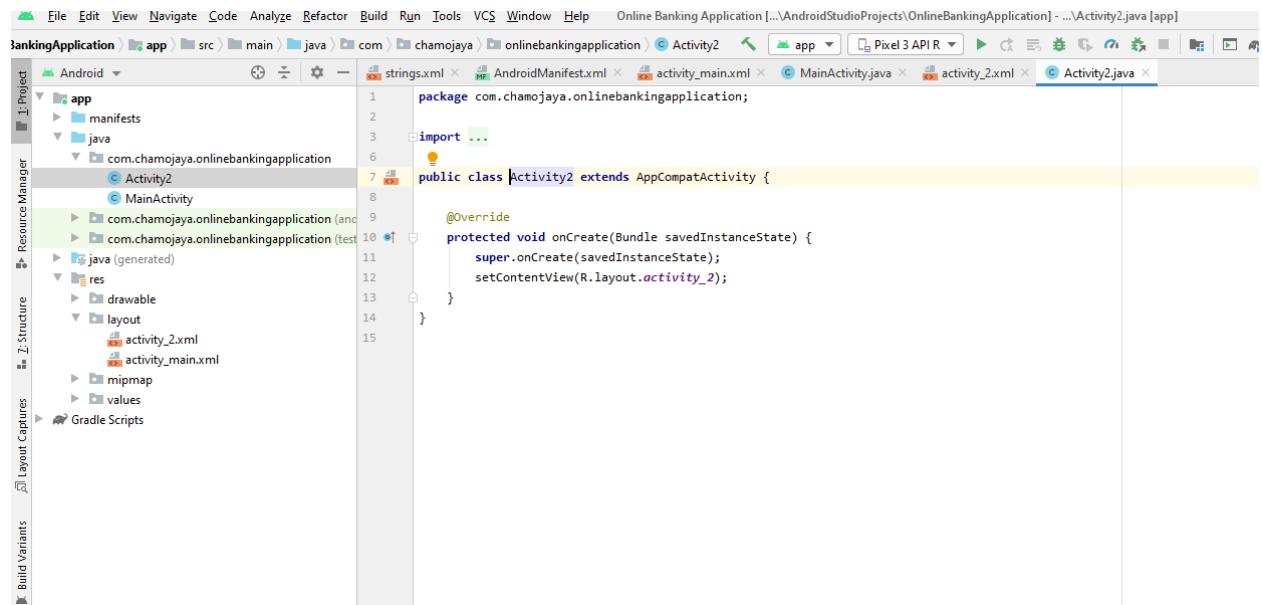 File Edit View Navigate Code Analyze Refactor Build Run Tools VCS Window Help Online Banking Application [...\AndroidStudioProjects\OnlineBankingApplication] - ...\Activity2.java [app]
BankingApplication app src main java com chamojaya onlinebankingapplication Activity2 app Pixel 3 API R
Android strings.xml AndroidManifest.xml activity_main.xml MainActivity.java activity_2.xml Activity2.java
1: Project
Resource Manager
7: Structure
Layout Captures
Build Variants
app
manifests
java
com.chamojaya.onlinebankingapplication
Activity2
MainActivity
com.chamojaya.onlinebankingapplication (anc
com.chamojaya.onlinebankingapplication (test
java (generated)
res
drawable
layout
activity_2.xml
activity_main.xml
mipmap
values
Gradle Scripts
1 package com.chamojaya.onlinebankingapplication;
2
3 import ...
6
7 public class Activity2 extends AppCompatActivity {
8
9 @Override
10 protected void onCreate(Bundle savedInstanceState) {
11 super.onCreate(savedInstanceState);
12 setContentView(R.layout.activity_2);
13 }
14 }
15